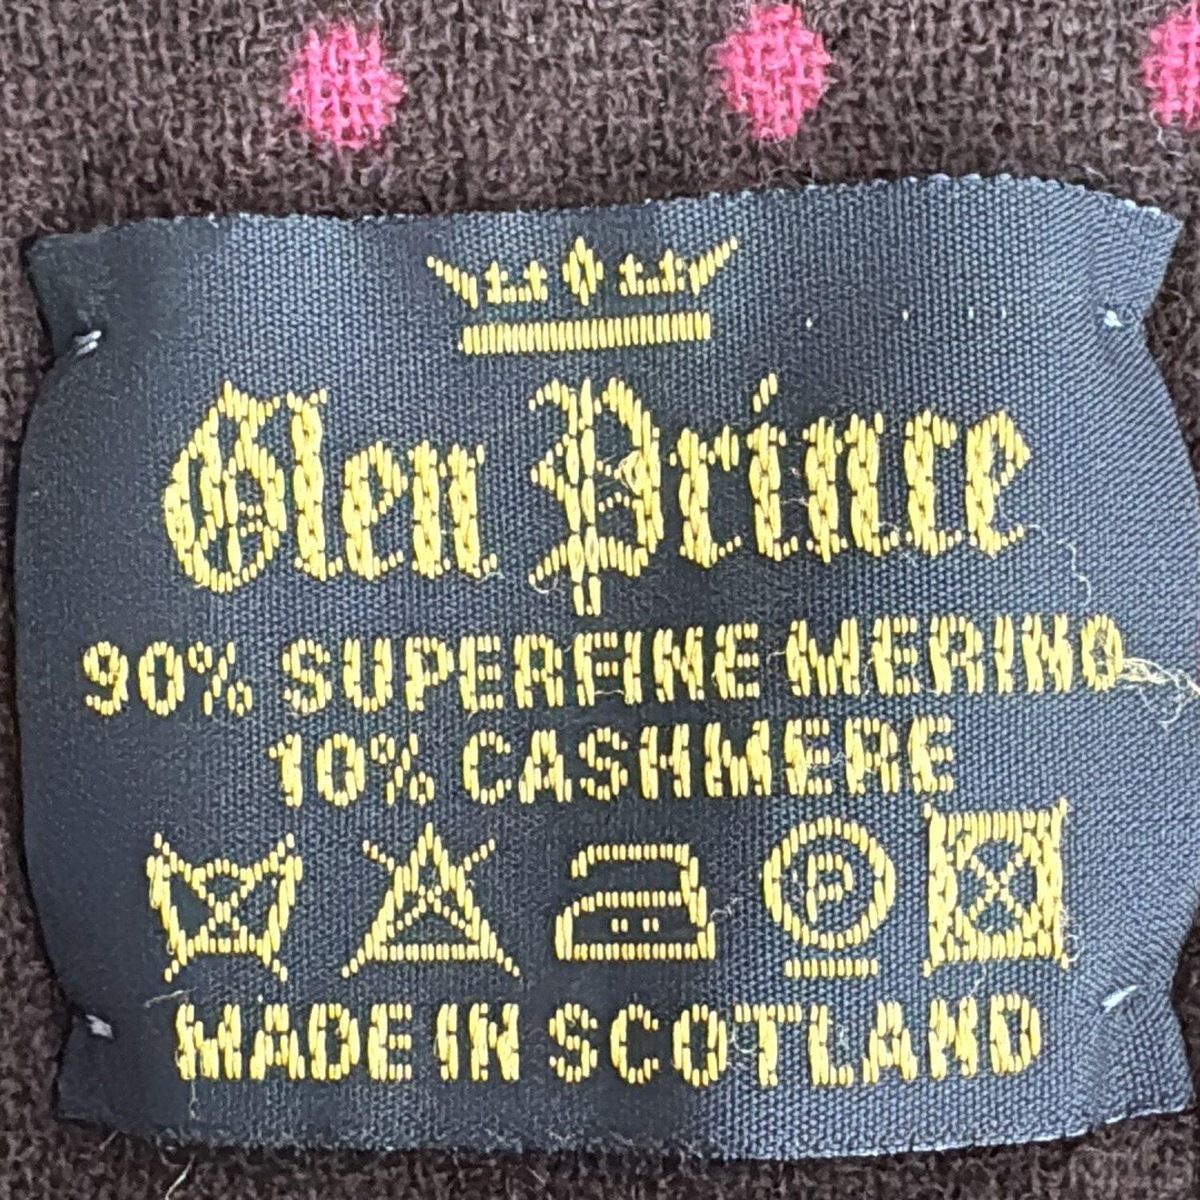 Glen Prince
90% SUPERFINE MERINO
10% CASHMERE
P
MADE IN SCOTLAND